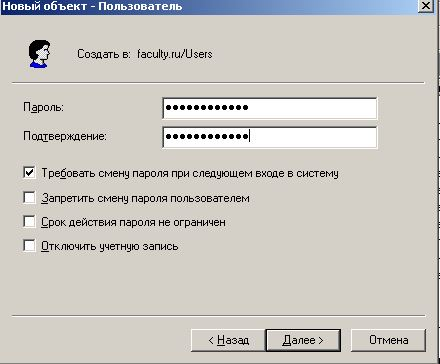 Новый объект - Пользователь
Создать в: faculty.ru/Users
Пароль: ●●●●●●●●●●●●
Подтверждение: ●●●●●●●●●●●●
Требовать смену пароля при следующем входе в систему
Запретить смену пароля пользователем
Срок действия пароля не ограничен
Отключить учетную запись
< Назад Далее > Отмена